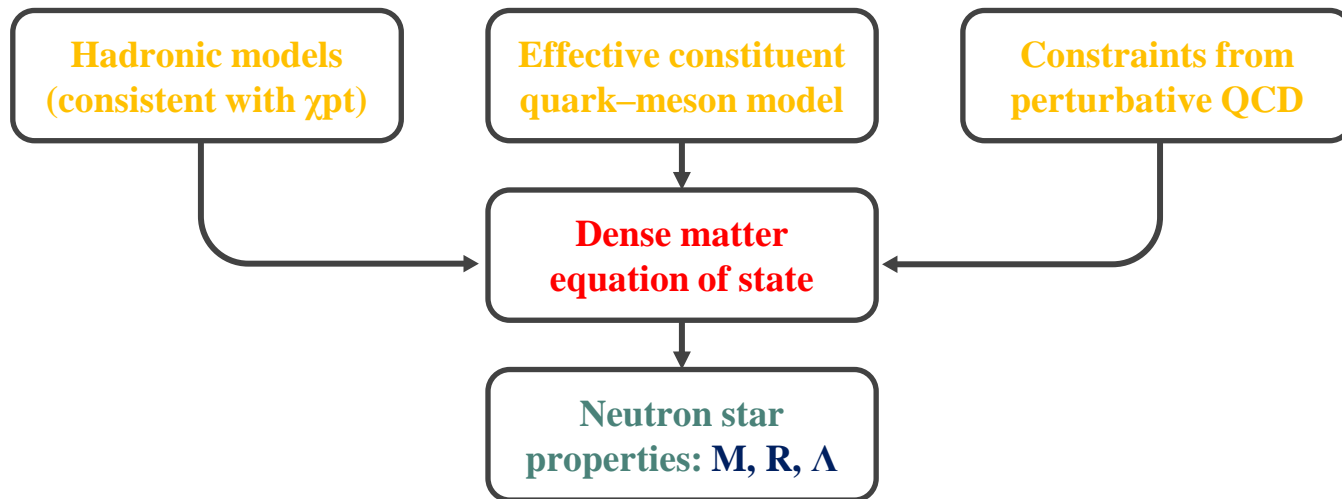 Hadronic models
(consistent with χpt)
Effective constituent
quark–meson model
Constraints from
perturbative QCD
Dense matter
equation of state
Neutron star
properties: M, R, Λ